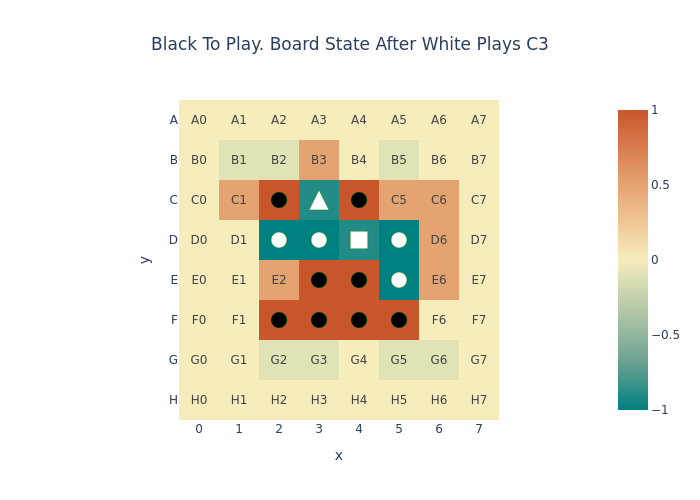 Black To Play. Board State After White Plays C3
A A0 A1 A2 A3 A4 A5 A6 A7
B B0 B1 B2 B3 B4 B5 B6 B7
C C0 C1 C5 C6 C7
D D0 D1 D6 D7
E E0 E1 E2 E6 E7
F F0 F1 F6 F7
G G0 G1 G2 G3 G4 G5 G6 G7
H H0 H1 H2 H3 H4 H5 H6 H7
0 1 2 3 4 5 6 7
x
y
1
0.5
0
−0.5
−1